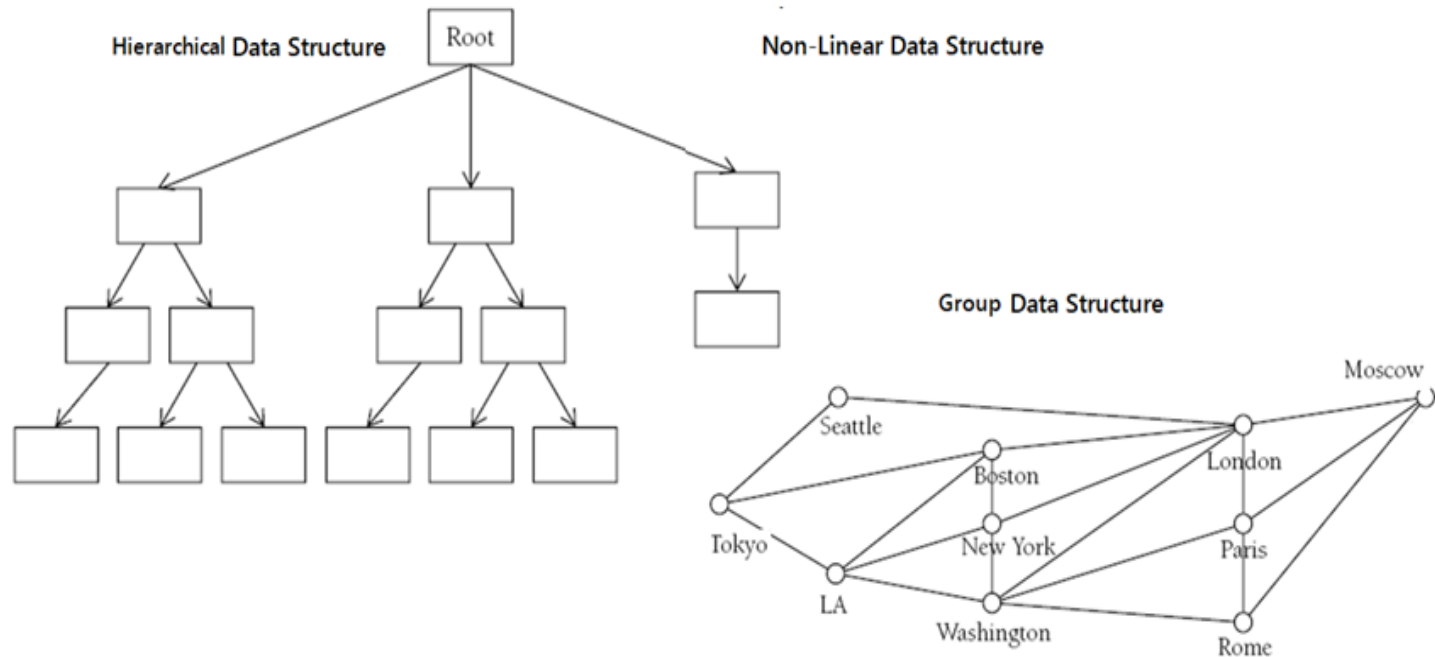 Hierarchical Data Structure
Root
Non-Linear Data Structure
Group Data Structure
Moscow
Seattle
London
Boston
Tokyo
New York
Paris
LA
Washington
Rome